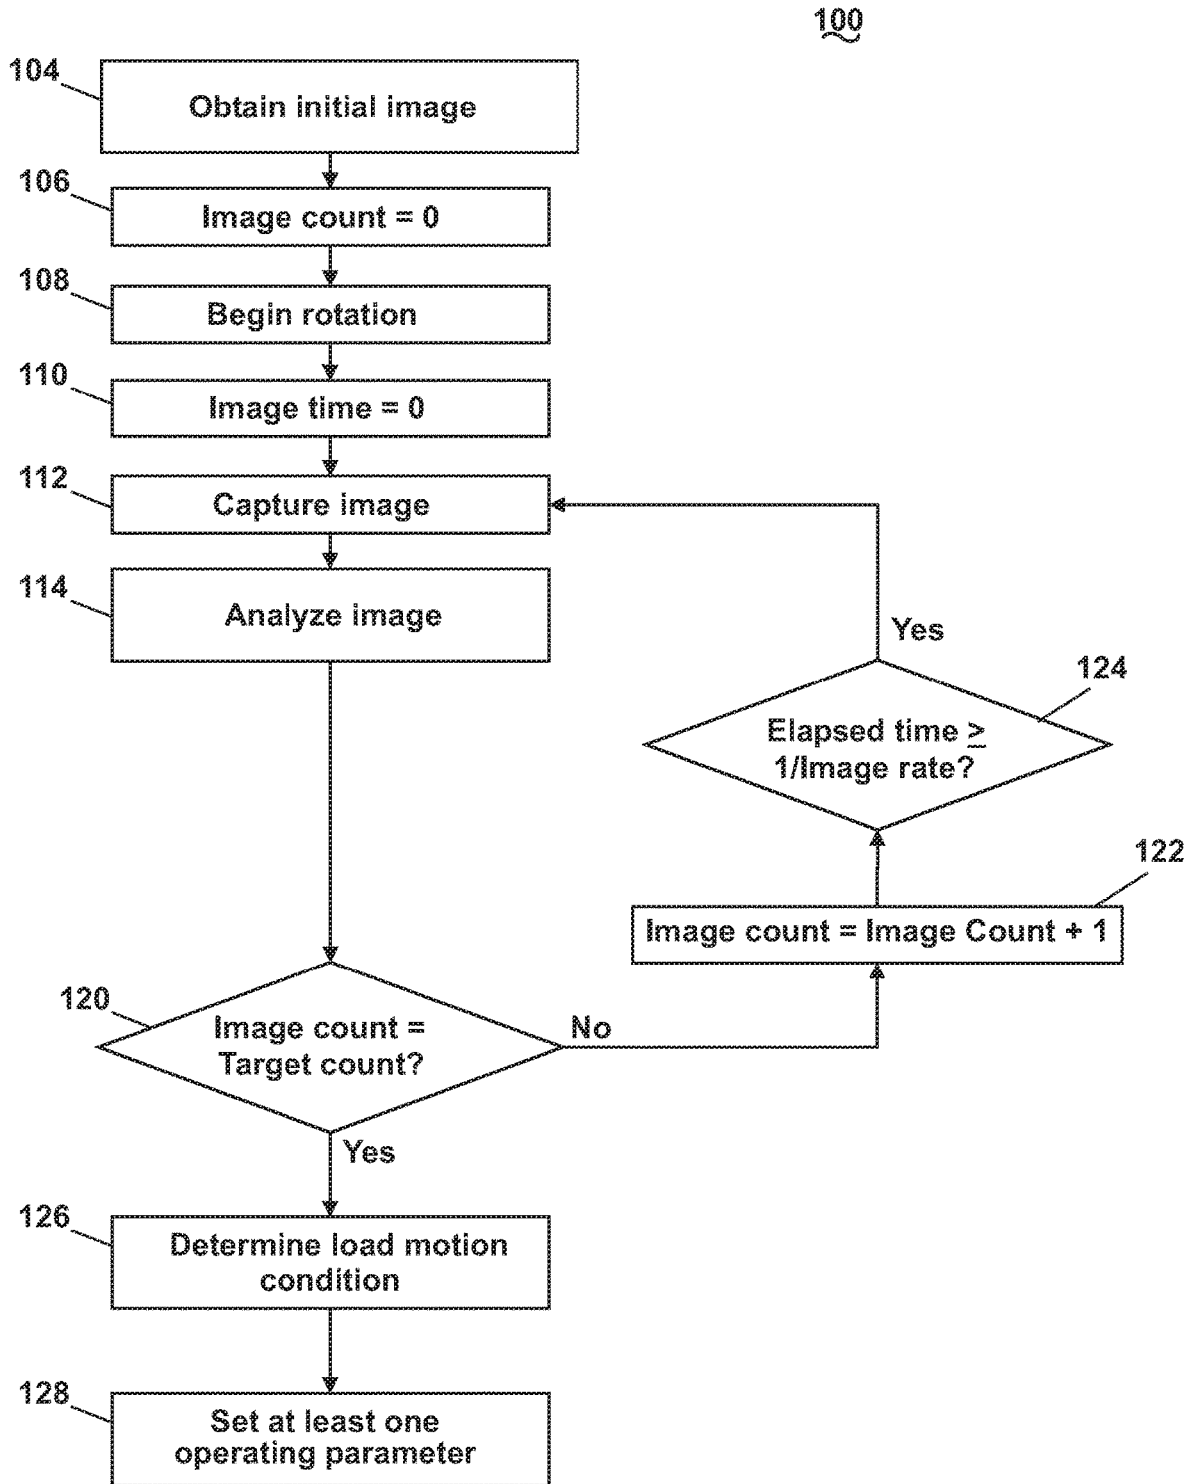 100
104
Obtain initial image
106
Image count = 0
108
Begin rotation
110
Image time = 0
112
Capture image
114
Analyze image
Yes
124
Elapsed time ≥
1/Image rate?
122
Image count = Image Count + 1
120
Image count =
Target count?
No
Yes
126
Determine load motion
condition
128
Set at least one
operating parameter